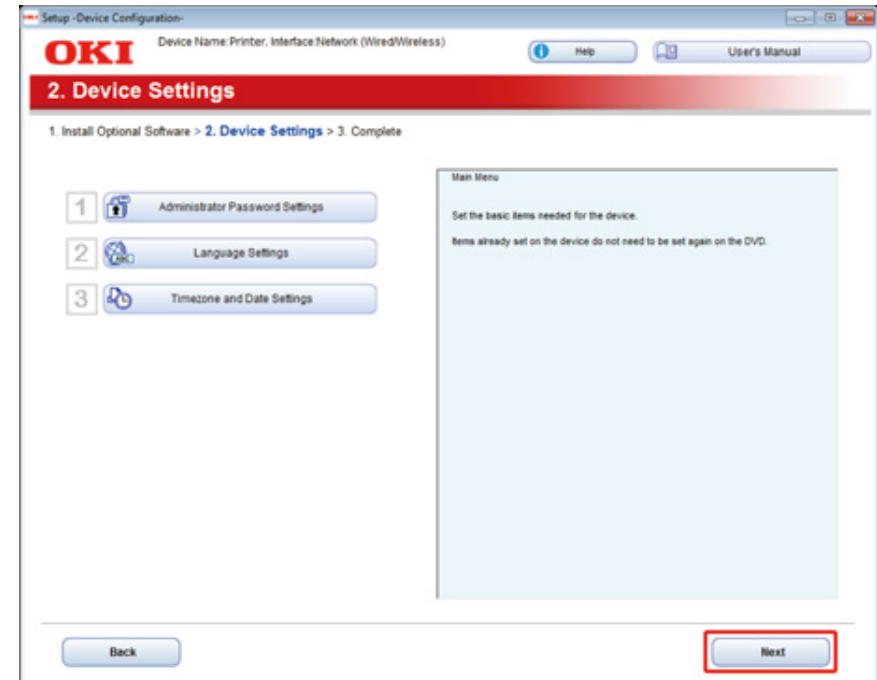 Setup -Device Configuration-
OKI
Device Name:Printer, Interface:Network (Wired/Wireless)
Help
User's Manual
2. Device Settings
1. Install Optional Software > 2. Device Settings > 3. Complete
1 Administrator Password Settings
2 Language Settings
3 Timezone and Date Settings
Main Menu
Set the basic items needed for the device.
Items already set on the device do not need to be set again on the DVD.
Back
Next